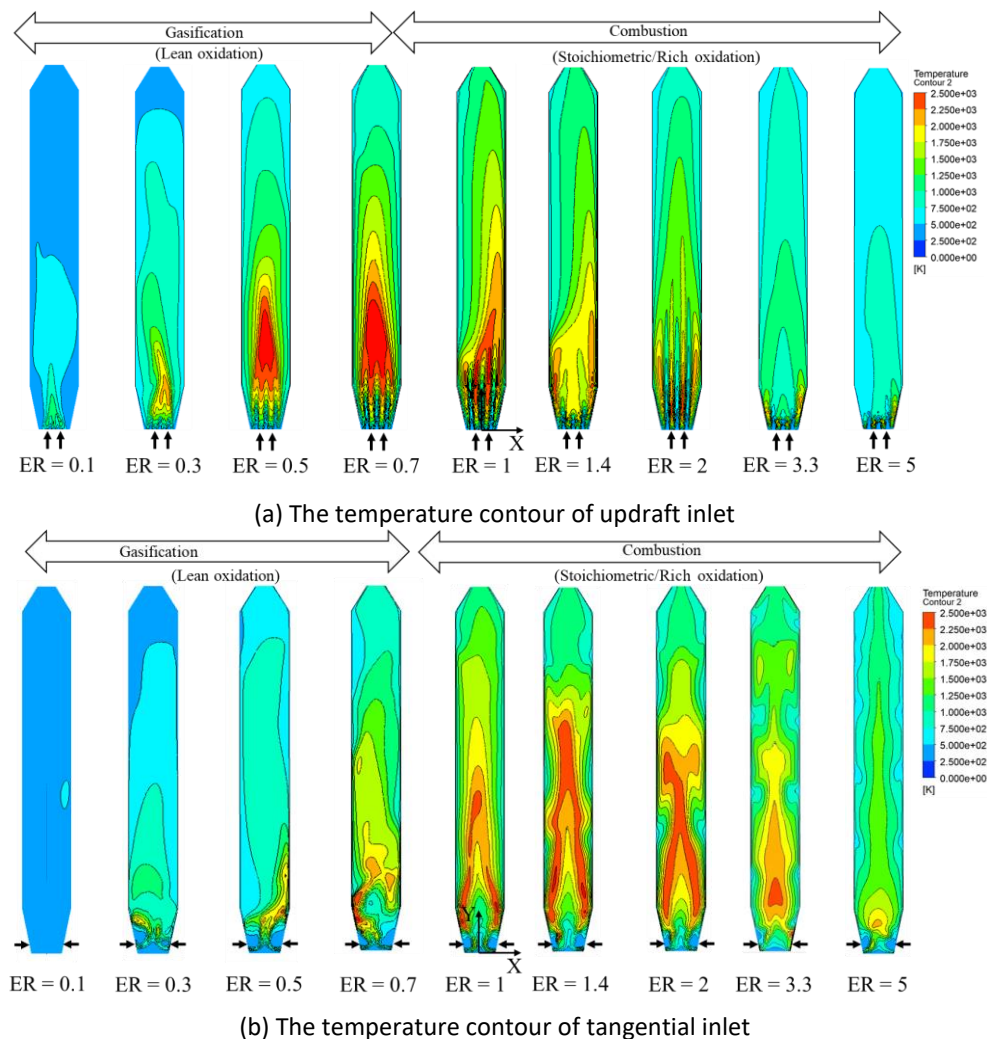 Gasification
Combustion
(Lean oxidation)
(Stoichiometric/Rich oxidation)
Temperature
Contour 2
2.500e+03
2.250e+03
2.000e+03
1.750e+03
1.500e+03
1.250e+03
1.000e+03
7.500e+02
5.000e+02
2.500e+02
0.000e+00
[K]
X
ER = 0.1 ER = 0.3 ER = 0.5 ER = 0.7 ER = 1 ER = 1.4 ER = 2 ER = 3.3 ER = 5
(a) The temperature contour of updraft inlet
Gasification
Combustion
(Lean oxidation)
(Stoichiometric/Rich oxidation)
Temperature
Contour 2
2.500e+03
2.250e+03
2.000e+03
1.750e+03
1.500e+03
1.250e+03
1.000e+03
7.500e+02
5.000e+02
2.500e+02
0.000e+00
[K]
Y
X
ER = 0.1 ER = 0.3 ER = 0.5 ER = 0.7 ER = 1 ER = 1.4 ER = 2 ER = 3.3 ER = 5
(b) The temperature contour of tangential inlet